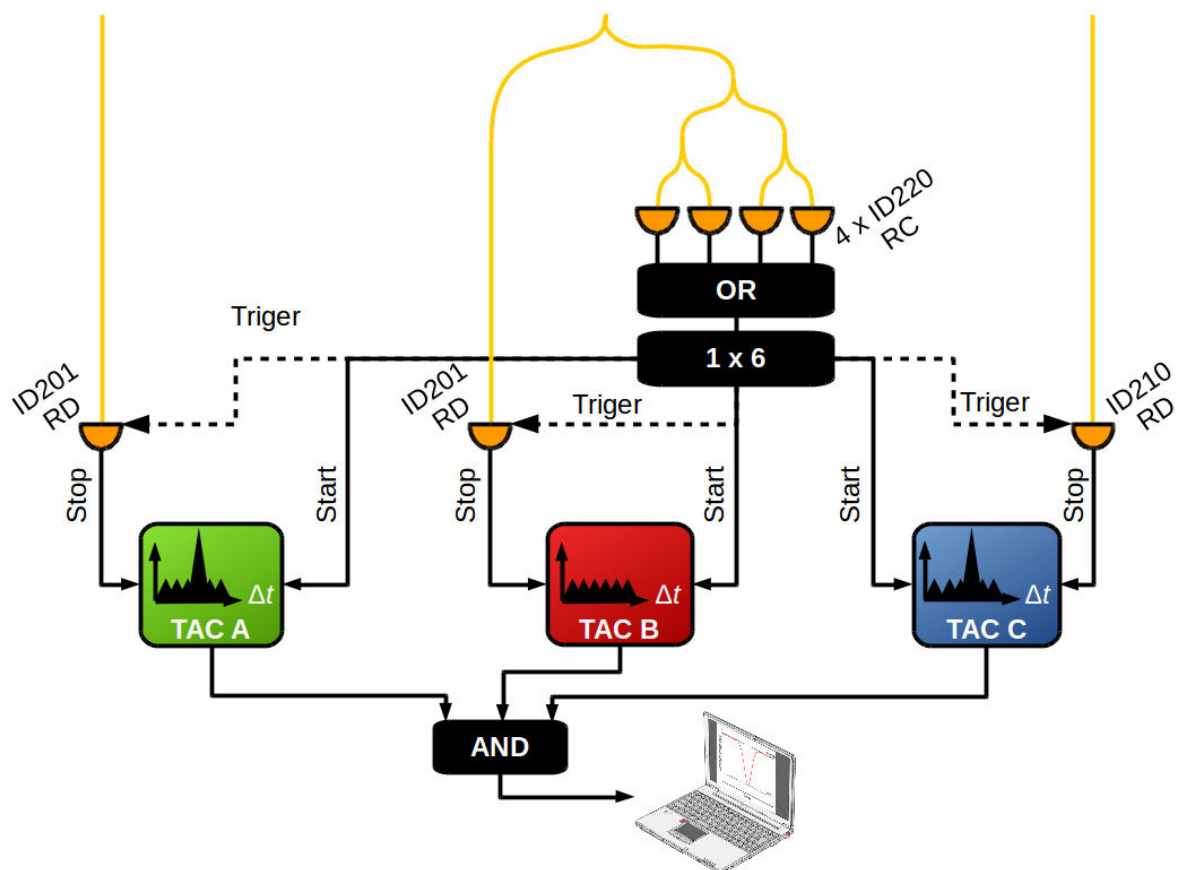 4 x ID220
RC
OR
Triger
1 x 6
ID201
RD
ID201
RD
Triger
Triger
ID210
RD
Stop
Start
Stop
Start
Start
Stop
Δt
TAC A
Δt
TAC B
Δt
TAC C
AND